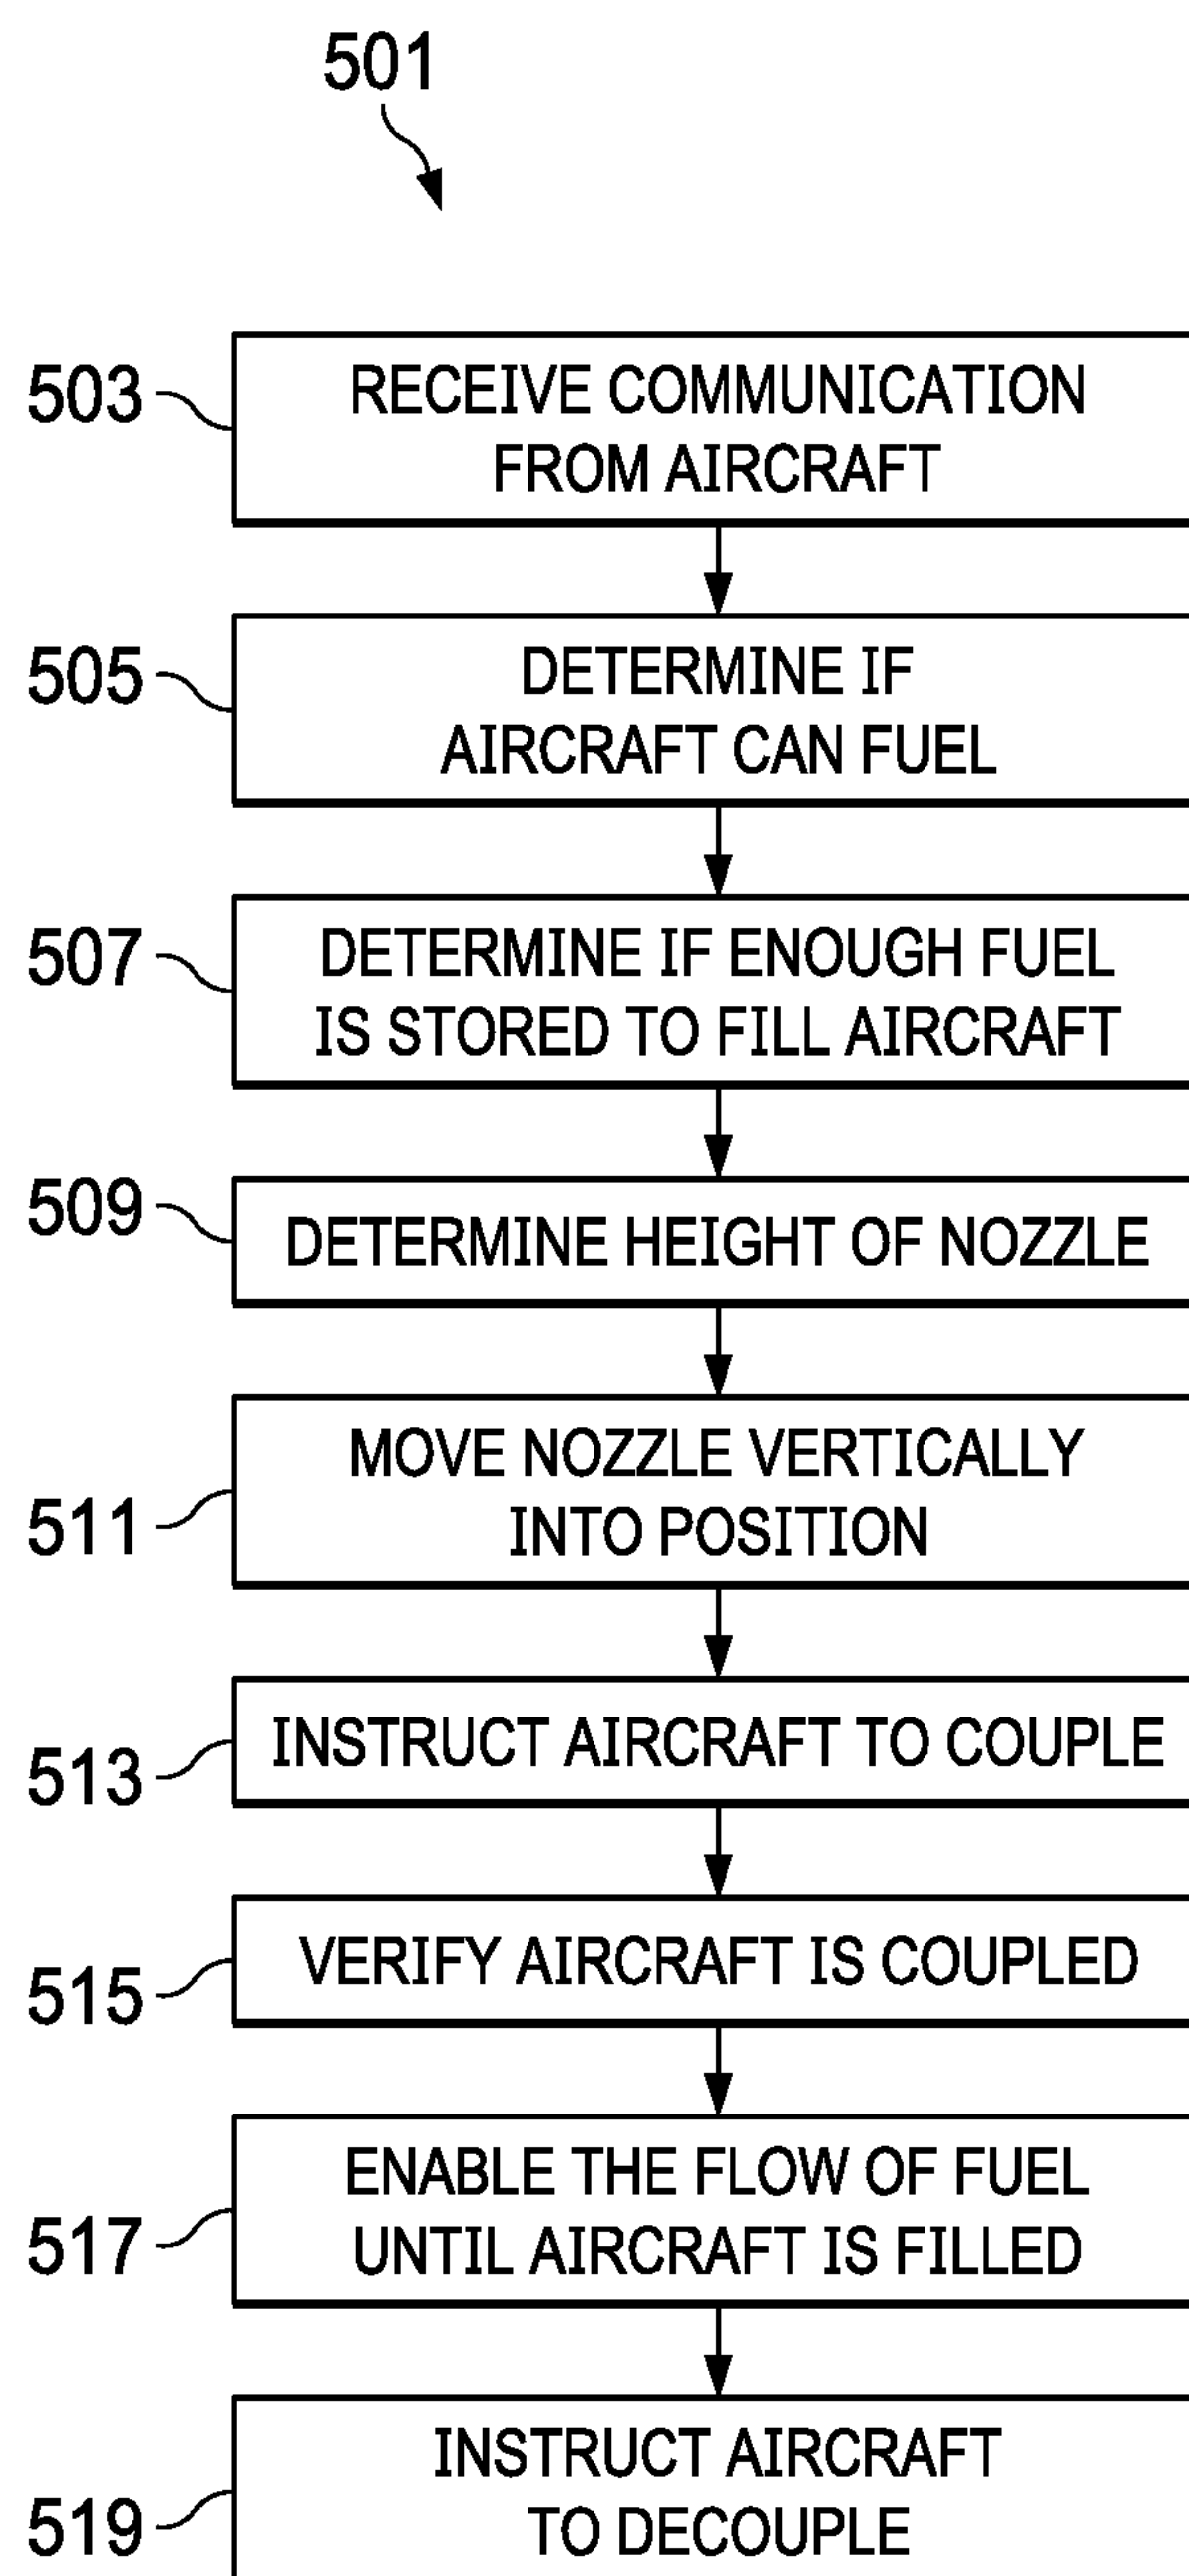 501
503
RECEIVE COMMUNICATION
FROM AIRCRAFT
505
DETERMINE IF
AIRCRAFT CAN FUEL
507
DETERMINE IF ENOUGH FUEL
IS STORED TO FILL AIRCRAFT
509
DETERMINE HEIGHT OF NOZZLE
511
MOVE NOZZLE VERTICALLY
INTO POSITION
513
INSTRUCT AIRCRAFT TO COUPLE
515
VERIFY AIRCRAFT IS COUPLED
517
ENABLE THE FLOW OF FUEL
UNTIL AIRCRAFT IS FILLED
519
INSTRUCT AIRCRAFT
TO DECOUPLE